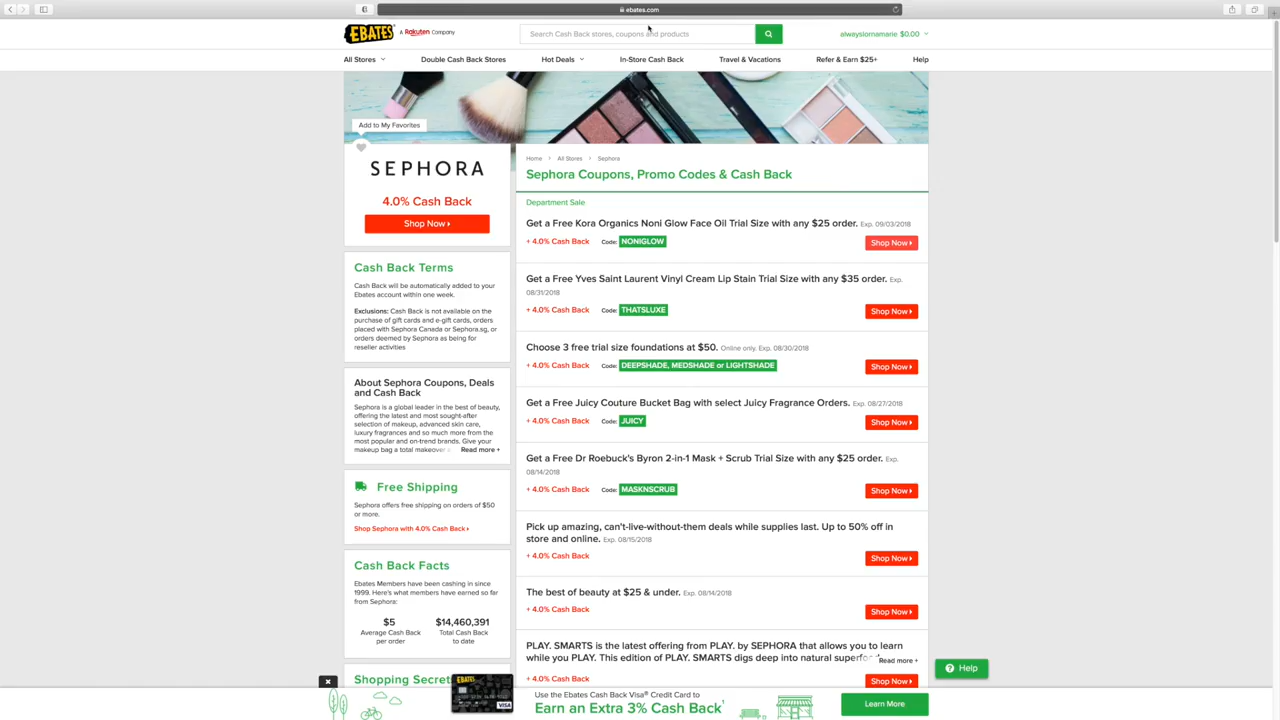 ebates.com
EBATES A Rakuten Company
Search Cash Back stores, coupons and products
alwayslornamarie $0.00
All Stores
Double Cash Back Stores
Hot Deals
In-Store Cash Back
Travel & Vacations
Refer & Earn $25+
Help
Add to My Favorites
SEPHORA
4.0% Cash Back
Shop Now
Cash Back Terms
Cash Back will be automatically added to your
Ebates account within one week.
Exclusions: Cash Back is not available on the
purchase of gift cards and e-gift cards, orders
placed with Sephora Canada or Sephora.sg, or
orders deemed by Sephora as being for
reseller activities
About Sephora Coupons, Deals
and Cash Back
Sephora is a global leader in the best of beauty,
offering the latest and most sought-after
selection of makeup, advanced skin care,
luxury fragrances and so much more from the
most popular and on-trend brands. Give your
makeup bag a total makeover a Read more +
Free Shipping
Sephora offers free shipping on orders of $50
or more.
Shop Sephora with 4.0% Cash Back
Cash Back Facts
Ebates Members have been cashing in since
1999. Here's what members have earned so far
from Sephora:
$5 $14,460,391
Average Cash Back Total Cash Back
per order to date
Shopping Secret
Home All Stores Sephora
Sephora Coupons, Promo Codes & Cash Back
Department Sale
Get a Free Kora Organics Noni Glow Face Oil Trial Size with any $25 order. Exp. 09/03/2018
+ 4.0% Cash Back Code: NONIGLOW Shop Now
Get a Free Yves Saint Laurent Vinyl Cream Lip Stain Trial Size with any $35 order. Exp.
08/31/2018
+ 4.0% Cash Back Code: THATSLUXE Shop Now
Choose 3 free trial size foundations at $50. Online only. Exp. 08/30/2018
+ 4.0% Cash Back Code: DEEPSHADE, MEDSHADE or LIGHTSHADE Shop Now
Get a Free Juicy Couture Bucket Bag with select Juicy Fragrance Orders. Exp. 08/27/2018
+ 4.0% Cash Back Code: JUICY Shop Now
Get a Free Dr Roebuck's Byron 2-in-1 Mask + Scrub Trial Size with any $25 order. Exp.
08/14/2018
+ 4.0% Cash Back Code: MASKNSCRUB Shop Now
Pick up amazing, can't-live-without-them deals while supplies last. Up to 50% off in
store and online. Exp. 08/15/2018
+ 4.0% Cash Back Shop Now
The best of beauty at $25 & under. Exp. 08/14/2018
+ 4.0% Cash Back Shop Now
PLAY. SMARTS is the latest offering from PLAY. by SEPHORA that allows you to learn
while you PLAY. This edition of PLAY. SMARTS digs deep into natural superfoo Read more +
+ 4.0% Cash Back Shop Now
Help
EBATES
VISA
Use the Ebates Cash Back Visa® Credit Card to
Earn an Extra 3% Cash Back¹
Learn More